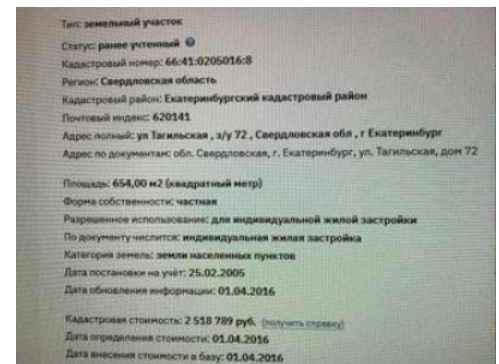 Тип: земельный участок
Статус: ранее учтенный
Кадастровый номер: 66:41:0205016:8
Регион: Свердловская область
Кадастровый район: Екатеринбургский кадастровый район
Почтовый индекс: 620141
Адрес полный: ул Тагильская , з/у 72 , Свердловская обл , г Екатеринбург
Адрес по документам: обл. Свердловская, г. Екатеринбург, ул. Тагильская, дом 72
Площадь: 654,00 м2 (квадратный метр)
Форма собственности: частная
Разрешенное использование: для индивидуальной жилой застройки
По документу числится: индивидуальная жилая застройка
Категория земель: земли населенных пунктов
Дата постановки на учёт: 25.02.2005
Дата обновления информации: 01.04.2016
Кадастровая стоимость: 2 518 789 руб. (получить справку)
Дата определения стоимости: 01.04.2016
Дата внесения стоимости в базу: 01.04.2016